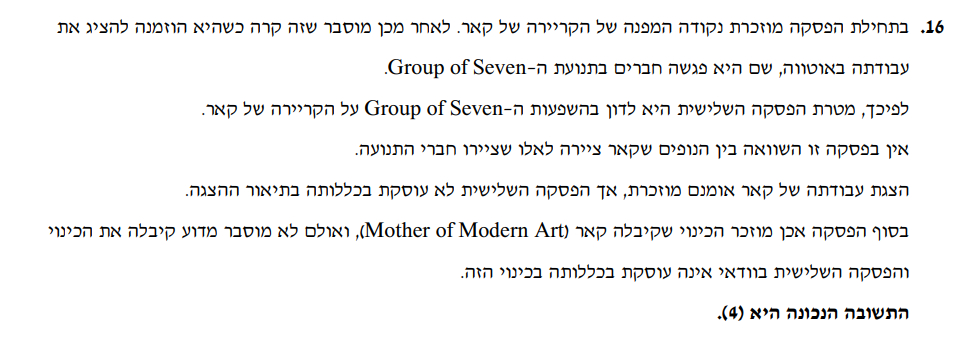 16. בתחילת הפסקה מוזכרת נקודה המפנה של הקריירה של קאר. לאחר מכן מוסבר שזה קרה כשהיא הוזמנה להציג את
עבודתה באוטווה, שם היא פגשה חברים בתנועת ה-Group of Seven.
לפיכך, מטרת הפסקה השלישית היא לדון בהשפעות ה-Group of Seven על הקריירה של קאר.
אין בפסקה זו השוואה בין הנופים שקאר ציירה לאלו שציירו חברי התנועה.
הצגת עבודתה של קאר אומנם מוזכרת, אך הפסקה השלישית לא עוסקת בכללותה בתיאור ההצגה.
בסוף הפסקה אכן מוזכר הכינוי שקיבלה קאר (Mother of Modern Art), ואולם לא מוסבר מדוע קיבלה את הכינוי
והפסקה השלישית בוודאי אינה עוסקת בכללותה בכינוי הזה.
התשובה הנכונה היא (4).